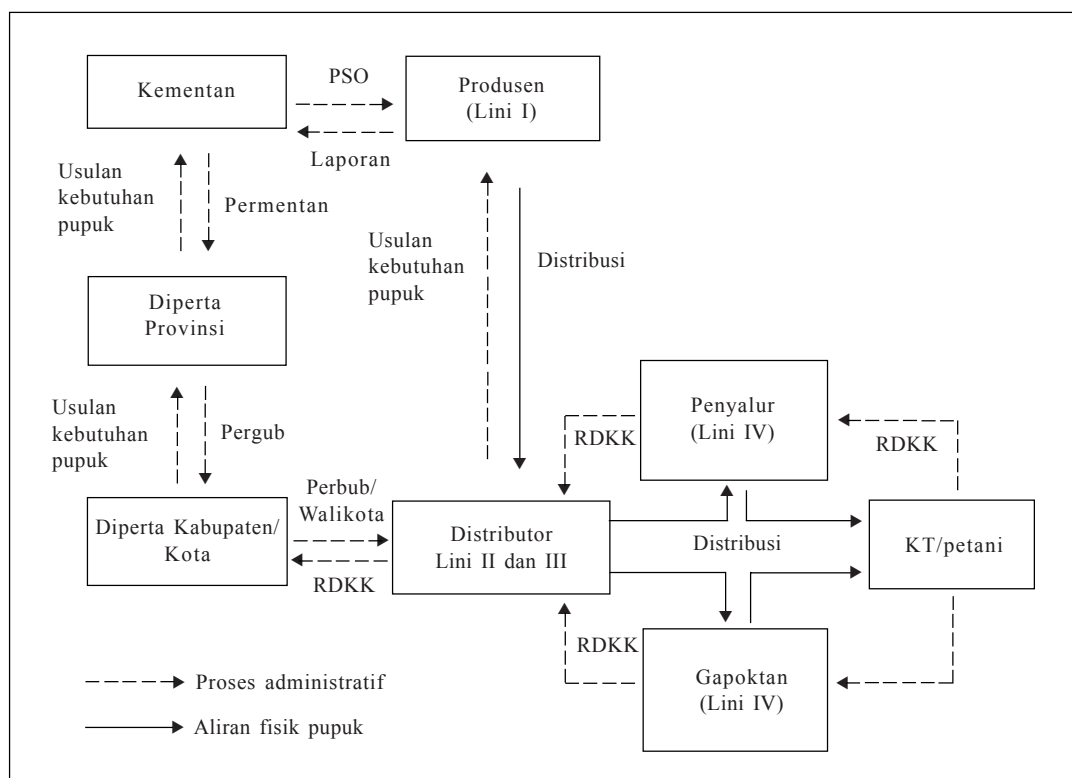 Kementan
PSO
Produsen
(Lini I)
Laporan
Usulan
kebutuhan
pupuk
Permentan
Usulan
kebutuhan
pupuk
Distribusi
Diperta
Provinsi
Usulan
kebutuhan
pupuk
Pergub
Penyalur
(Lini IV)
RDKK
RDKK
Diperta Kabupaten/
Kota
Perbub/
Walikota
RDKK
Distributor
Lini II dan III
Distribusi
KT/petani
RDKK
Gapoktan
(Lini IV)
Proses administratif
Aliran fisik pupuk